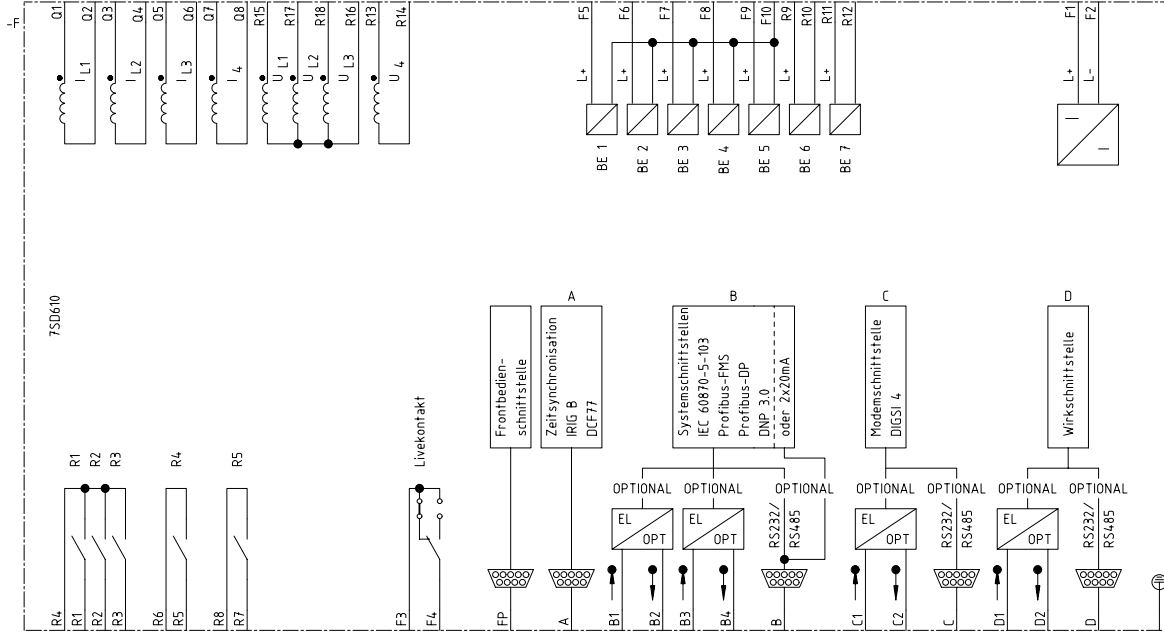 -F
Q1 Q2 Q3 Q4 Q5 Q6 Q7 Q8 R15 R17 R18 R16 R13 R14
F5 F6 F7 F8 F9 F10 R9 R10 R11 R12
F1 F2
I L1
I L2
I L3
I 4
U L1
U L2
U L3
U 4
L+ L+ L+ L+ L+ L+ L+
L+ L-
BE 1
BE 2
BE 3
BE 4
BE 5
BE 6
BE 7
7SD610
A
B
C
D
Frontbedien-
schnittstelle
Zeitsynchronisation
IRIG B
DCF77
Systemschnittstellen
IEC 60870-5-103
Profibus-FMS
Profibus-DP
DNP 3.0
oder 2x20mA
Modemschnittstelle
DIGSI 4
Wirkschnittstelle
R1
R2
R3
R4
R5
Livekontakt
OPTIONAL OPTIONAL OPTIONAL OPTIONAL OPTIONAL OPTIONAL OPTIONAL
EL
OPT
EL
OPT
RS232/
RS485
EL
OPT
RS232/
RS485
EL
OPT
RS232/
RS485
R4 R1 R2 R3 R6 R5 R8 R7 F3 F4 FP A B1 B2 B3 B4 B C1 C2 C D1 D2 D